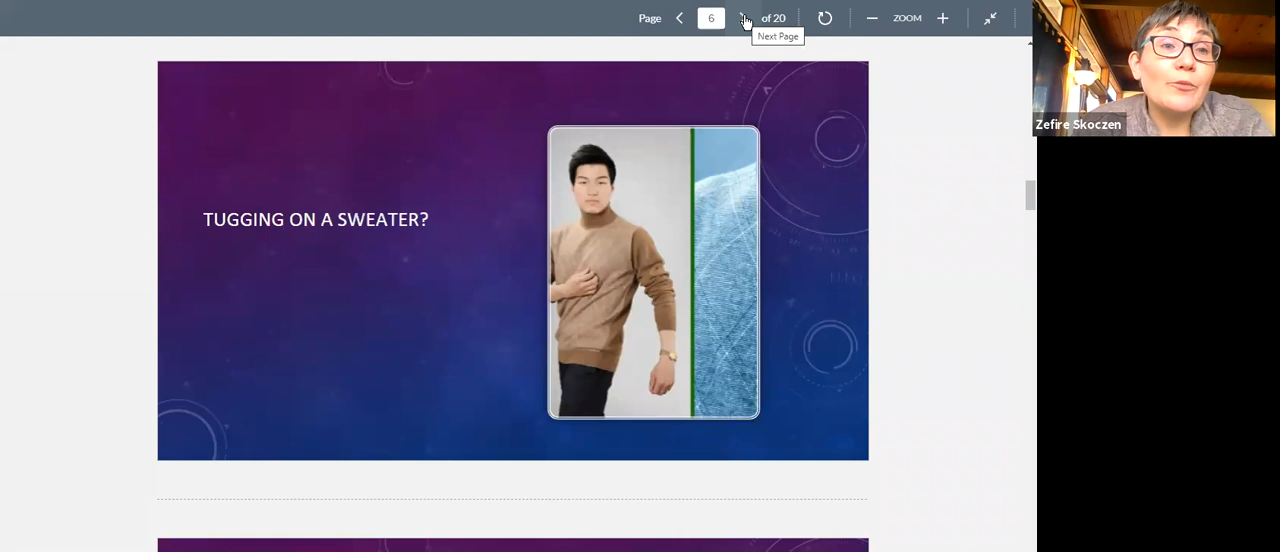 Page 6 of 20 ZOOM
Next Page
Zefire Skoczen
TUGGING ON A SWEATER?